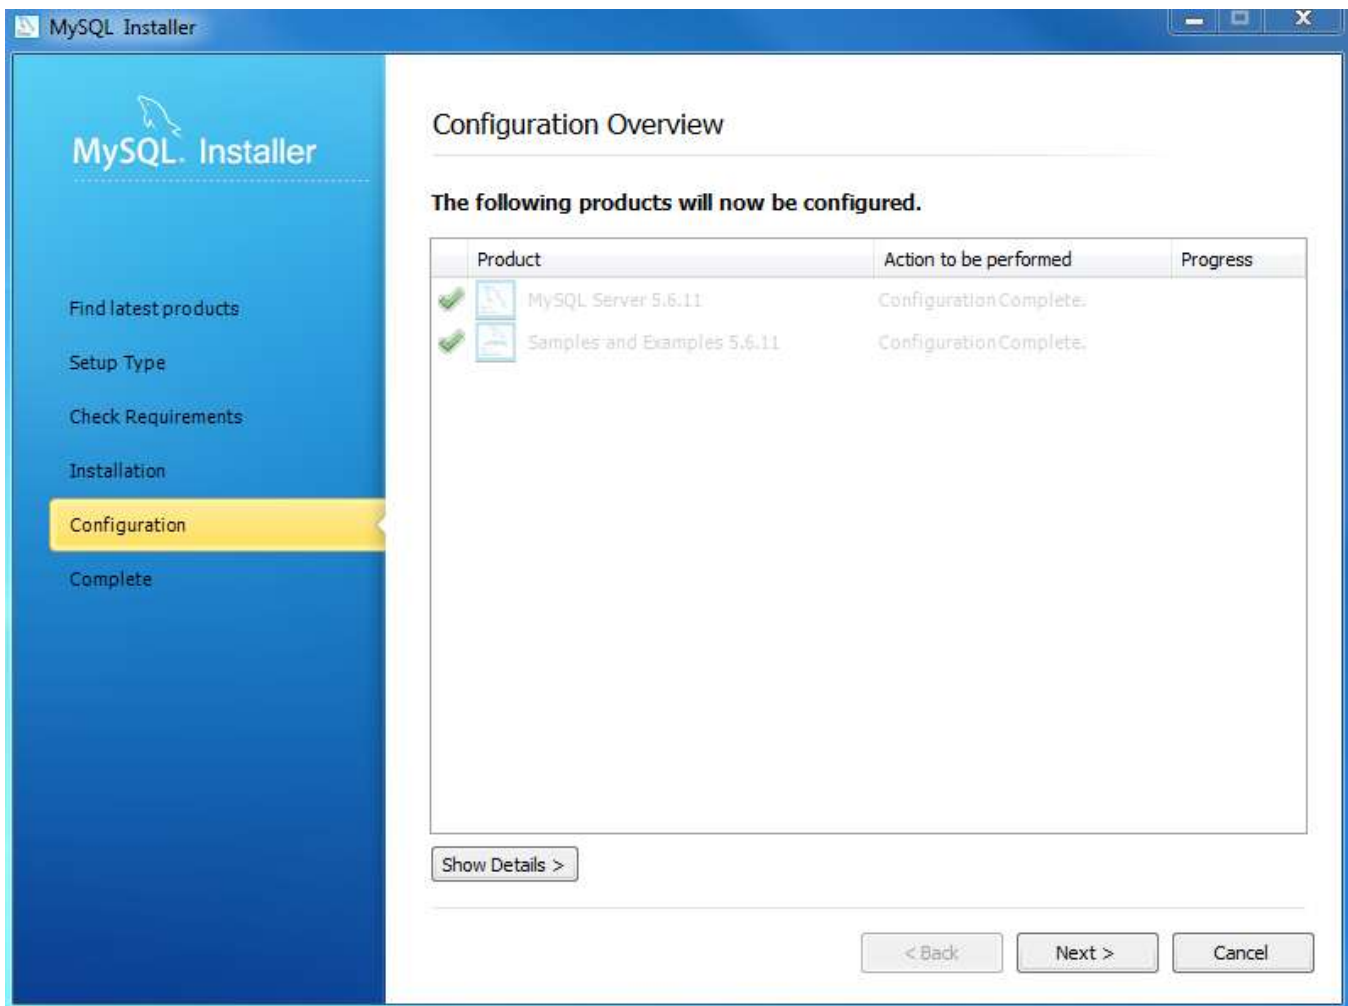 MySQL Installer
MySQL. Installer
Find latest products
Setup Type
Check Requirements
Installation
Configuration
Complete
Configuration Overview
The following products will now be configured.
Product Action to be performed Progress
MySQL Server 5.6.11 Configuration Complete.
Samples and Examples 5.6.11 Configuration Complete.
Show Details >
< Back Next > Cancel